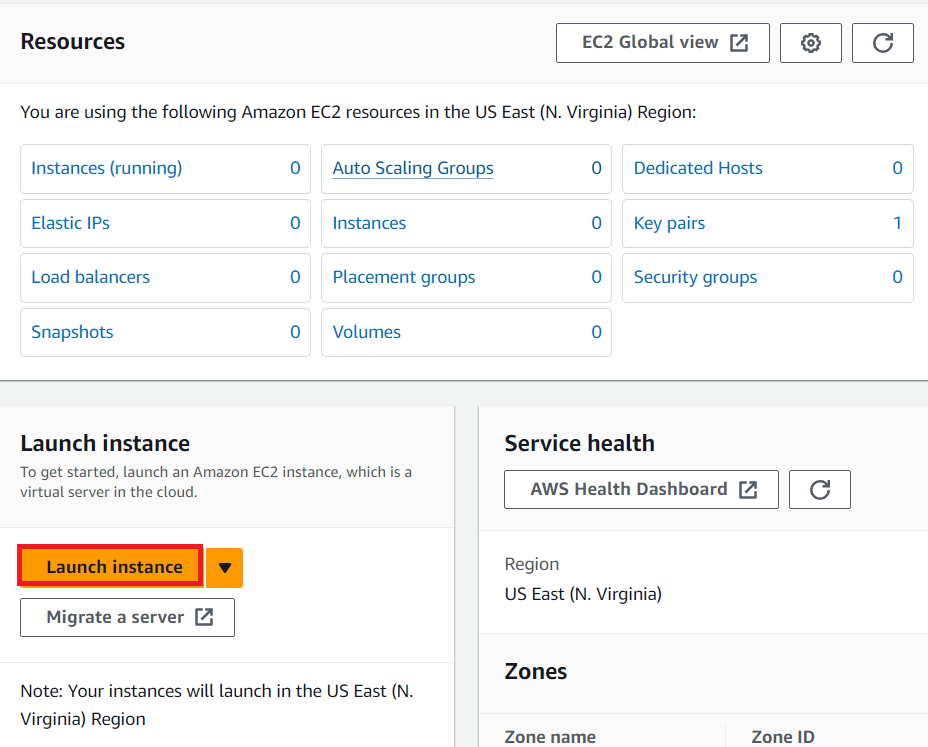 Resources
EC2 Global view
You are using the following Amazon EC2 resources in the US East (N. Virginia) Region:
Instances (running) 0
Auto Scaling Groups 0
Dedicated Hosts 0
Elastic IPs 0
Instances 0
Key pairs 1
Load balancers 0
Placement groups 0
Security groups 0
Snapshots 0
Volumes 0
Launch instance
To get started, launch an Amazon EC2 instance, which is a
virtual server in the cloud.
Launch instance
Migrate a server
Note: Your instances will launch in the US East (N.
Virginia) Region
Service health
AWS Health Dashboard
Region
US East (N. Virginia)
Zones
Zone name
Zone ID